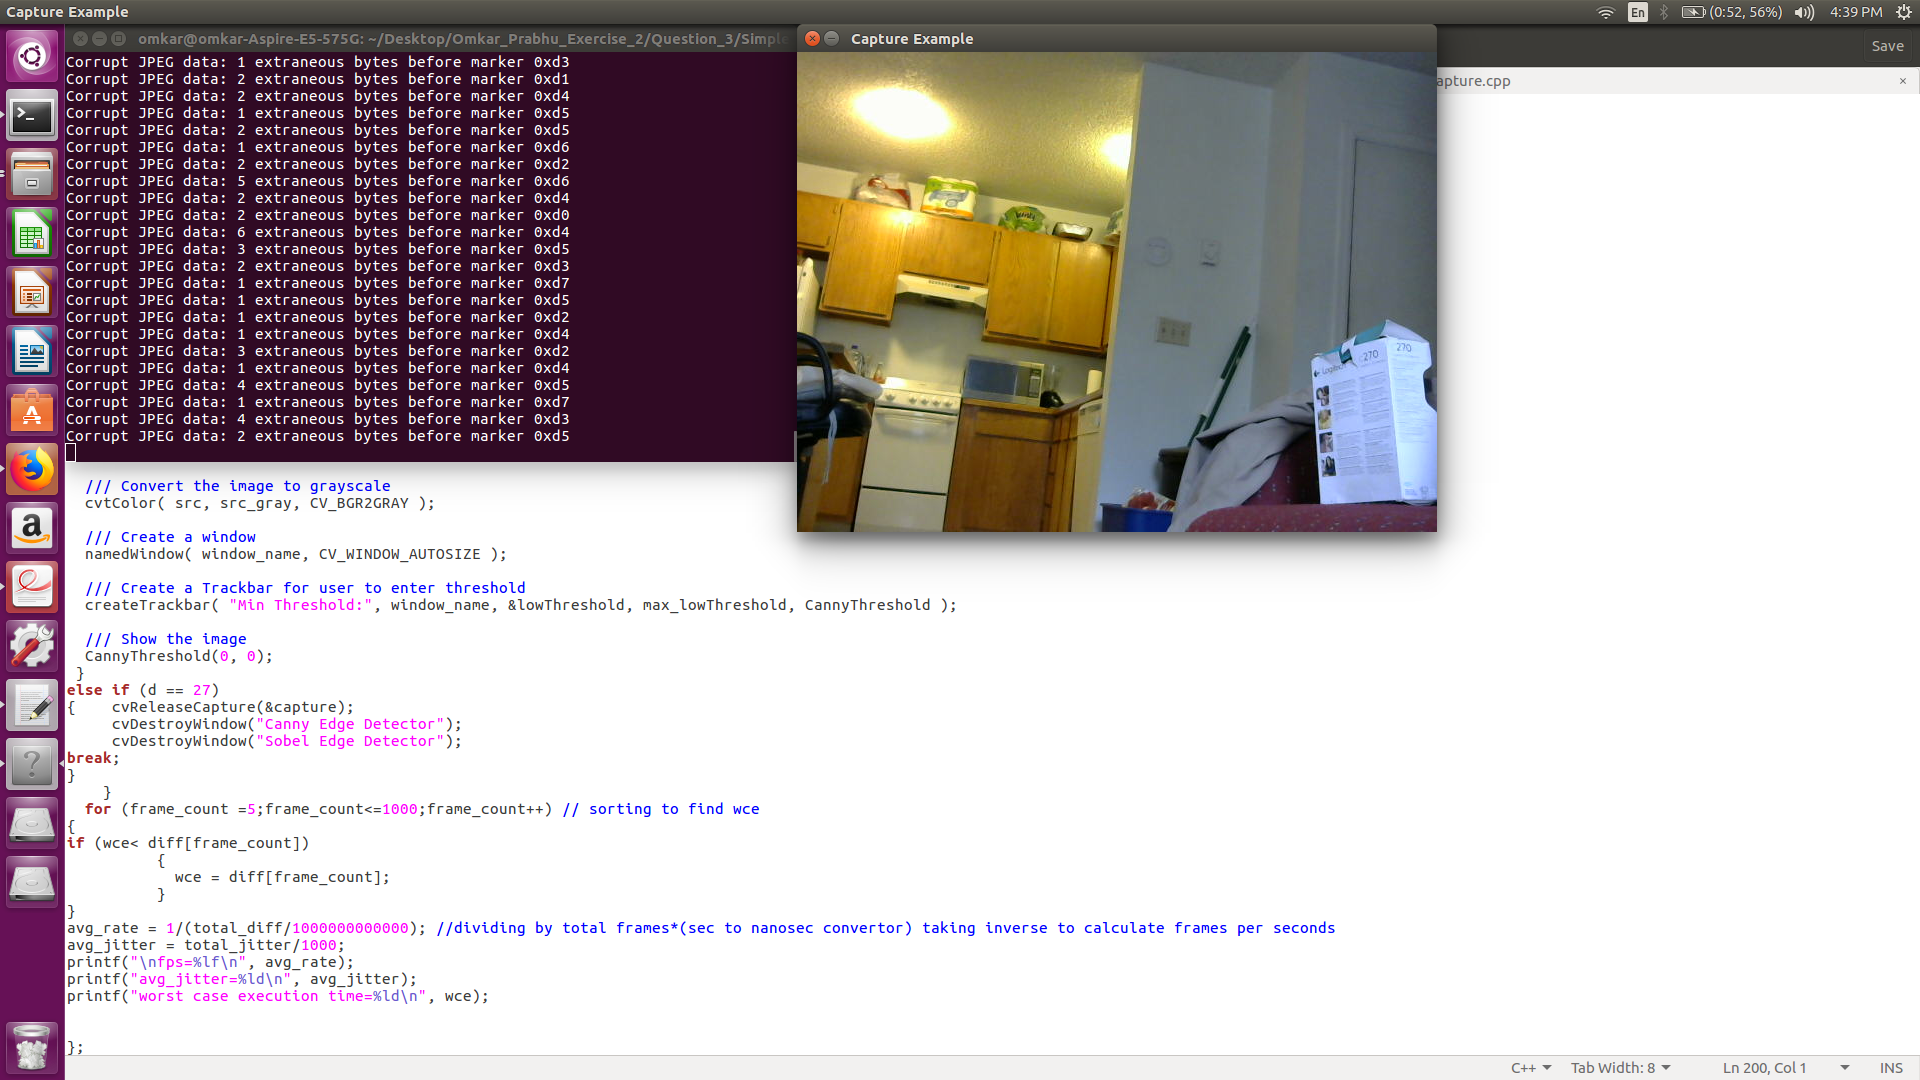 Capture Example
En
(0:52, 56%)
4:39 PM
omkar@omkar-Aspire-E5-575G: ~/Desktop/Omkar_Prabhu_Exercise_2/Question_3/Simple
Corrupt JPEG data: 1 extraneous bytes before marker 0xd3
Corrupt JPEG data: 2 extraneous bytes before marker 0xd1
Corrupt JPEG data: 2 extraneous bytes before marker 0xd4
Corrupt JPEG data: 1 extraneous bytes before marker 0xd5
Corrupt JPEG data: 2 extraneous bytes before marker 0xd5
Corrupt JPEG data: 1 extraneous bytes before marker 0xd6
Corrupt JPEG data: 2 extraneous bytes before marker 0xd2
Corrupt JPEG data: 5 extraneous bytes before marker 0xd6
Corrupt JPEG data: 2 extraneous bytes before marker 0xd4
Corrupt JPEG data: 2 extraneous bytes before marker 0xd0
Corrupt JPEG data: 6 extraneous bytes before marker 0xd4
Corrupt JPEG data: 3 extraneous bytes before marker 0xd5
Corrupt JPEG data: 2 extraneous bytes before marker 0xd3
Corrupt JPEG data: 1 extraneous bytes before marker 0xd7
Corrupt JPEG data: 1 extraneous bytes before marker 0xd5
Corrupt JPEG data: 1 extraneous bytes before marker 0xd2
Corrupt JPEG data: 1 extraneous bytes before marker 0xd4
Corrupt JPEG data: 3 extraneous bytes before marker 0xd2
Corrupt JPEG data: 1 extraneous bytes before marker 0xd4
Corrupt JPEG data: 4 extraneous bytes before marker 0xd5
Corrupt JPEG data: 1 extraneous bytes before marker 0xd7
Corrupt JPEG data: 4 extraneous bytes before marker 0xd3
Corrupt JPEG data: 2 extraneous bytes before marker 0xd5
Capture Example
Logitech
270
270
Save
apture.cpp
/// Convert the image to grayscale
cvtColor( src, src_gray, CV_BGR2GRAY );
/// Create a window
namedWindow( window_name, CV_WINDOW_AUTOSIZE );
/// Create a Trackbar for user to enter threshold
createTrackbar( "Min Threshold:", window_name, &lowThreshold, max_lowThreshold, CannyThreshold );
/// Show the image
CannyThreshold(0, 0);
}
else if (d == 27)
{    cvReleaseCapture(&capture);
cvDestroyWindow("Canny Edge Detector");
cvDestroyWindow("Sobel Edge Detector");
break;
}
}
for (frame_count =5;frame_count<=1000;frame_count++) // sorting to find wce
{
if (wce< diff[frame_count])
{
wce = diff[frame_count];
}
}
avg_rate = 1/(total_diff/1000000000000); //dividing by total frames*(sec to nanosec convertor) taking inverse to calculate frames per seconds
avg_jitter = total_jitter/1000;
printf("\nfps=%lf\n", avg_rate);
printf("avg_jitter=%ld\n", avg_jitter);
printf("worst case execution time=%ld\n", wce);
};
C++
Tab Width: 8
Ln 200, Col 1
INS